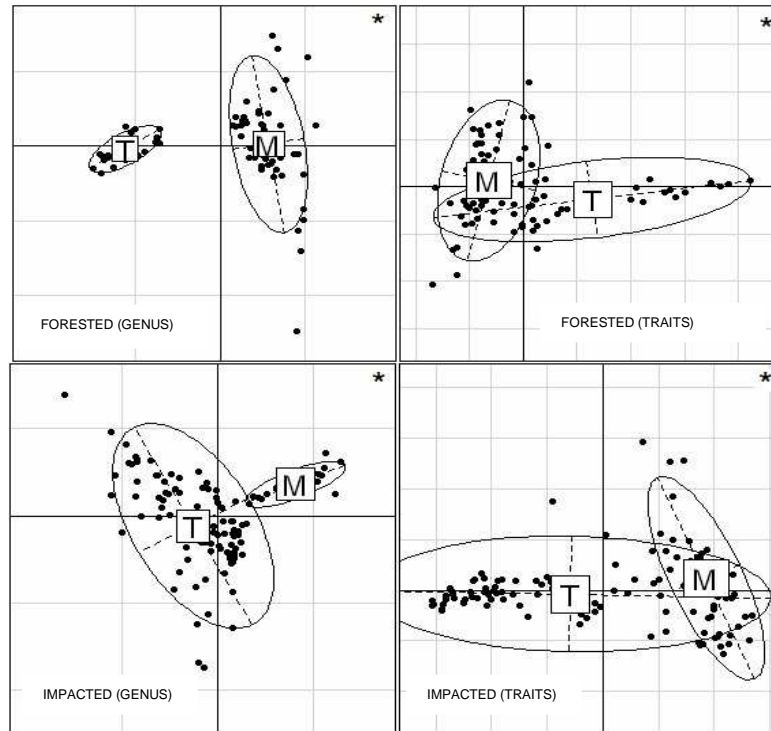 *
*
T
M
M
T
FORESTED (GENUS)
FORESTED (TRAITS)
*
*
M
T
T
M
IMPACTED (GENUS)
IMPACTED (TRAITS)